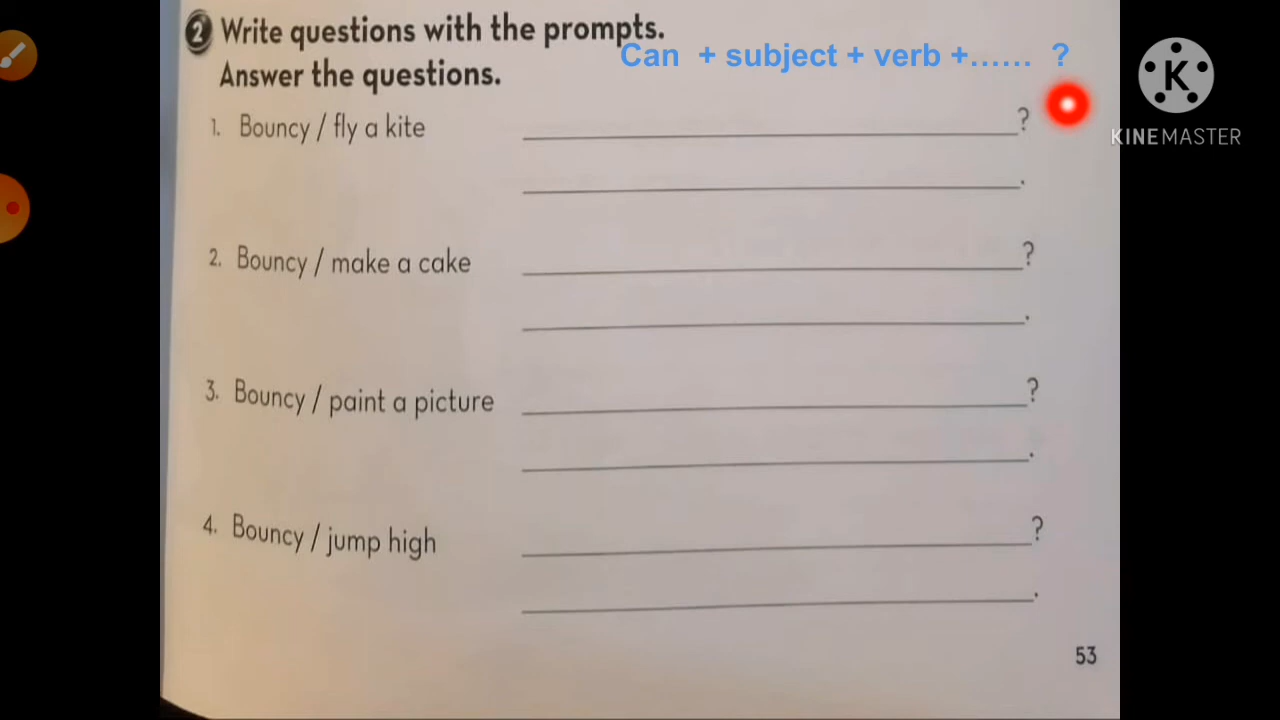 2 Write questions with the prompts.
Can + subject + verb +...... ?
Answer the questions.
K
KINEMASTER
1. Bouncy / fly a kite ?
.
2. Bouncy / make a cake ?
.
3. Bouncy / paint a picture ?
.
4. Bouncy / jump high ?
.
53